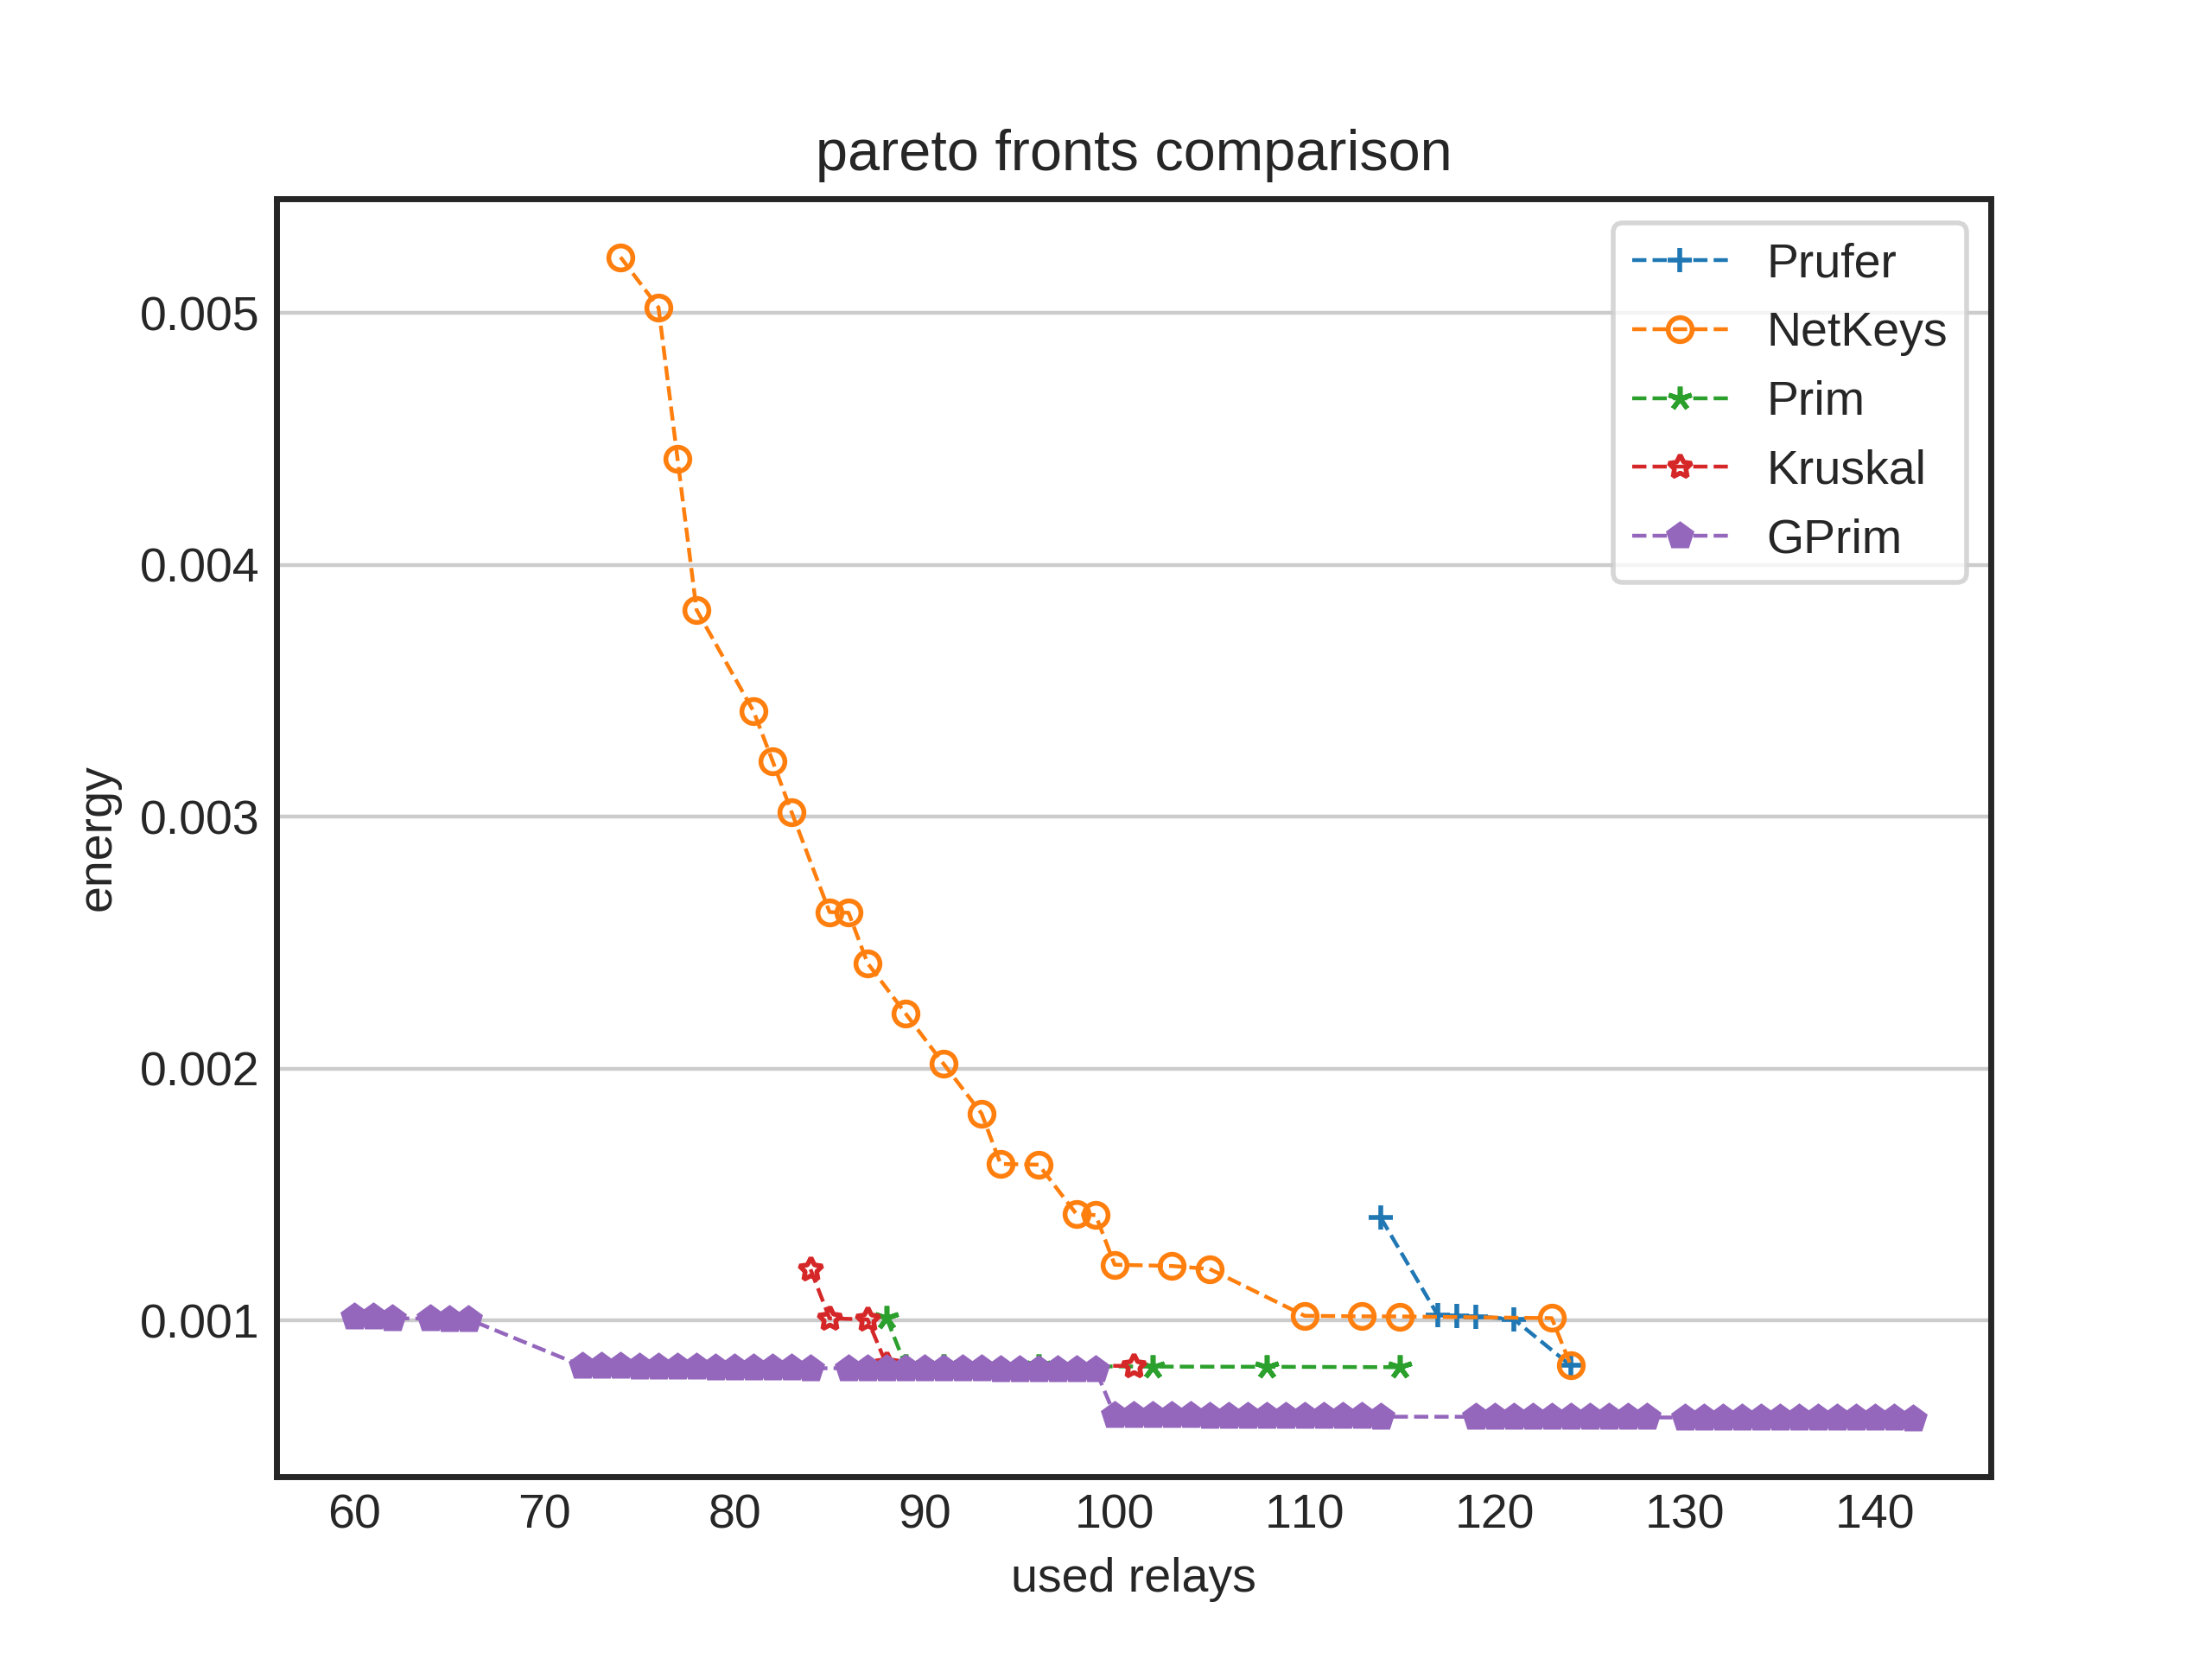 pareto fronts comparison
Prufer
NetKeys
Prim
Kruskal
GPrim
0.005
0.004
0.003
0.002
0.001
energy
60 70 80 90 100 110 120 130 140
used relays